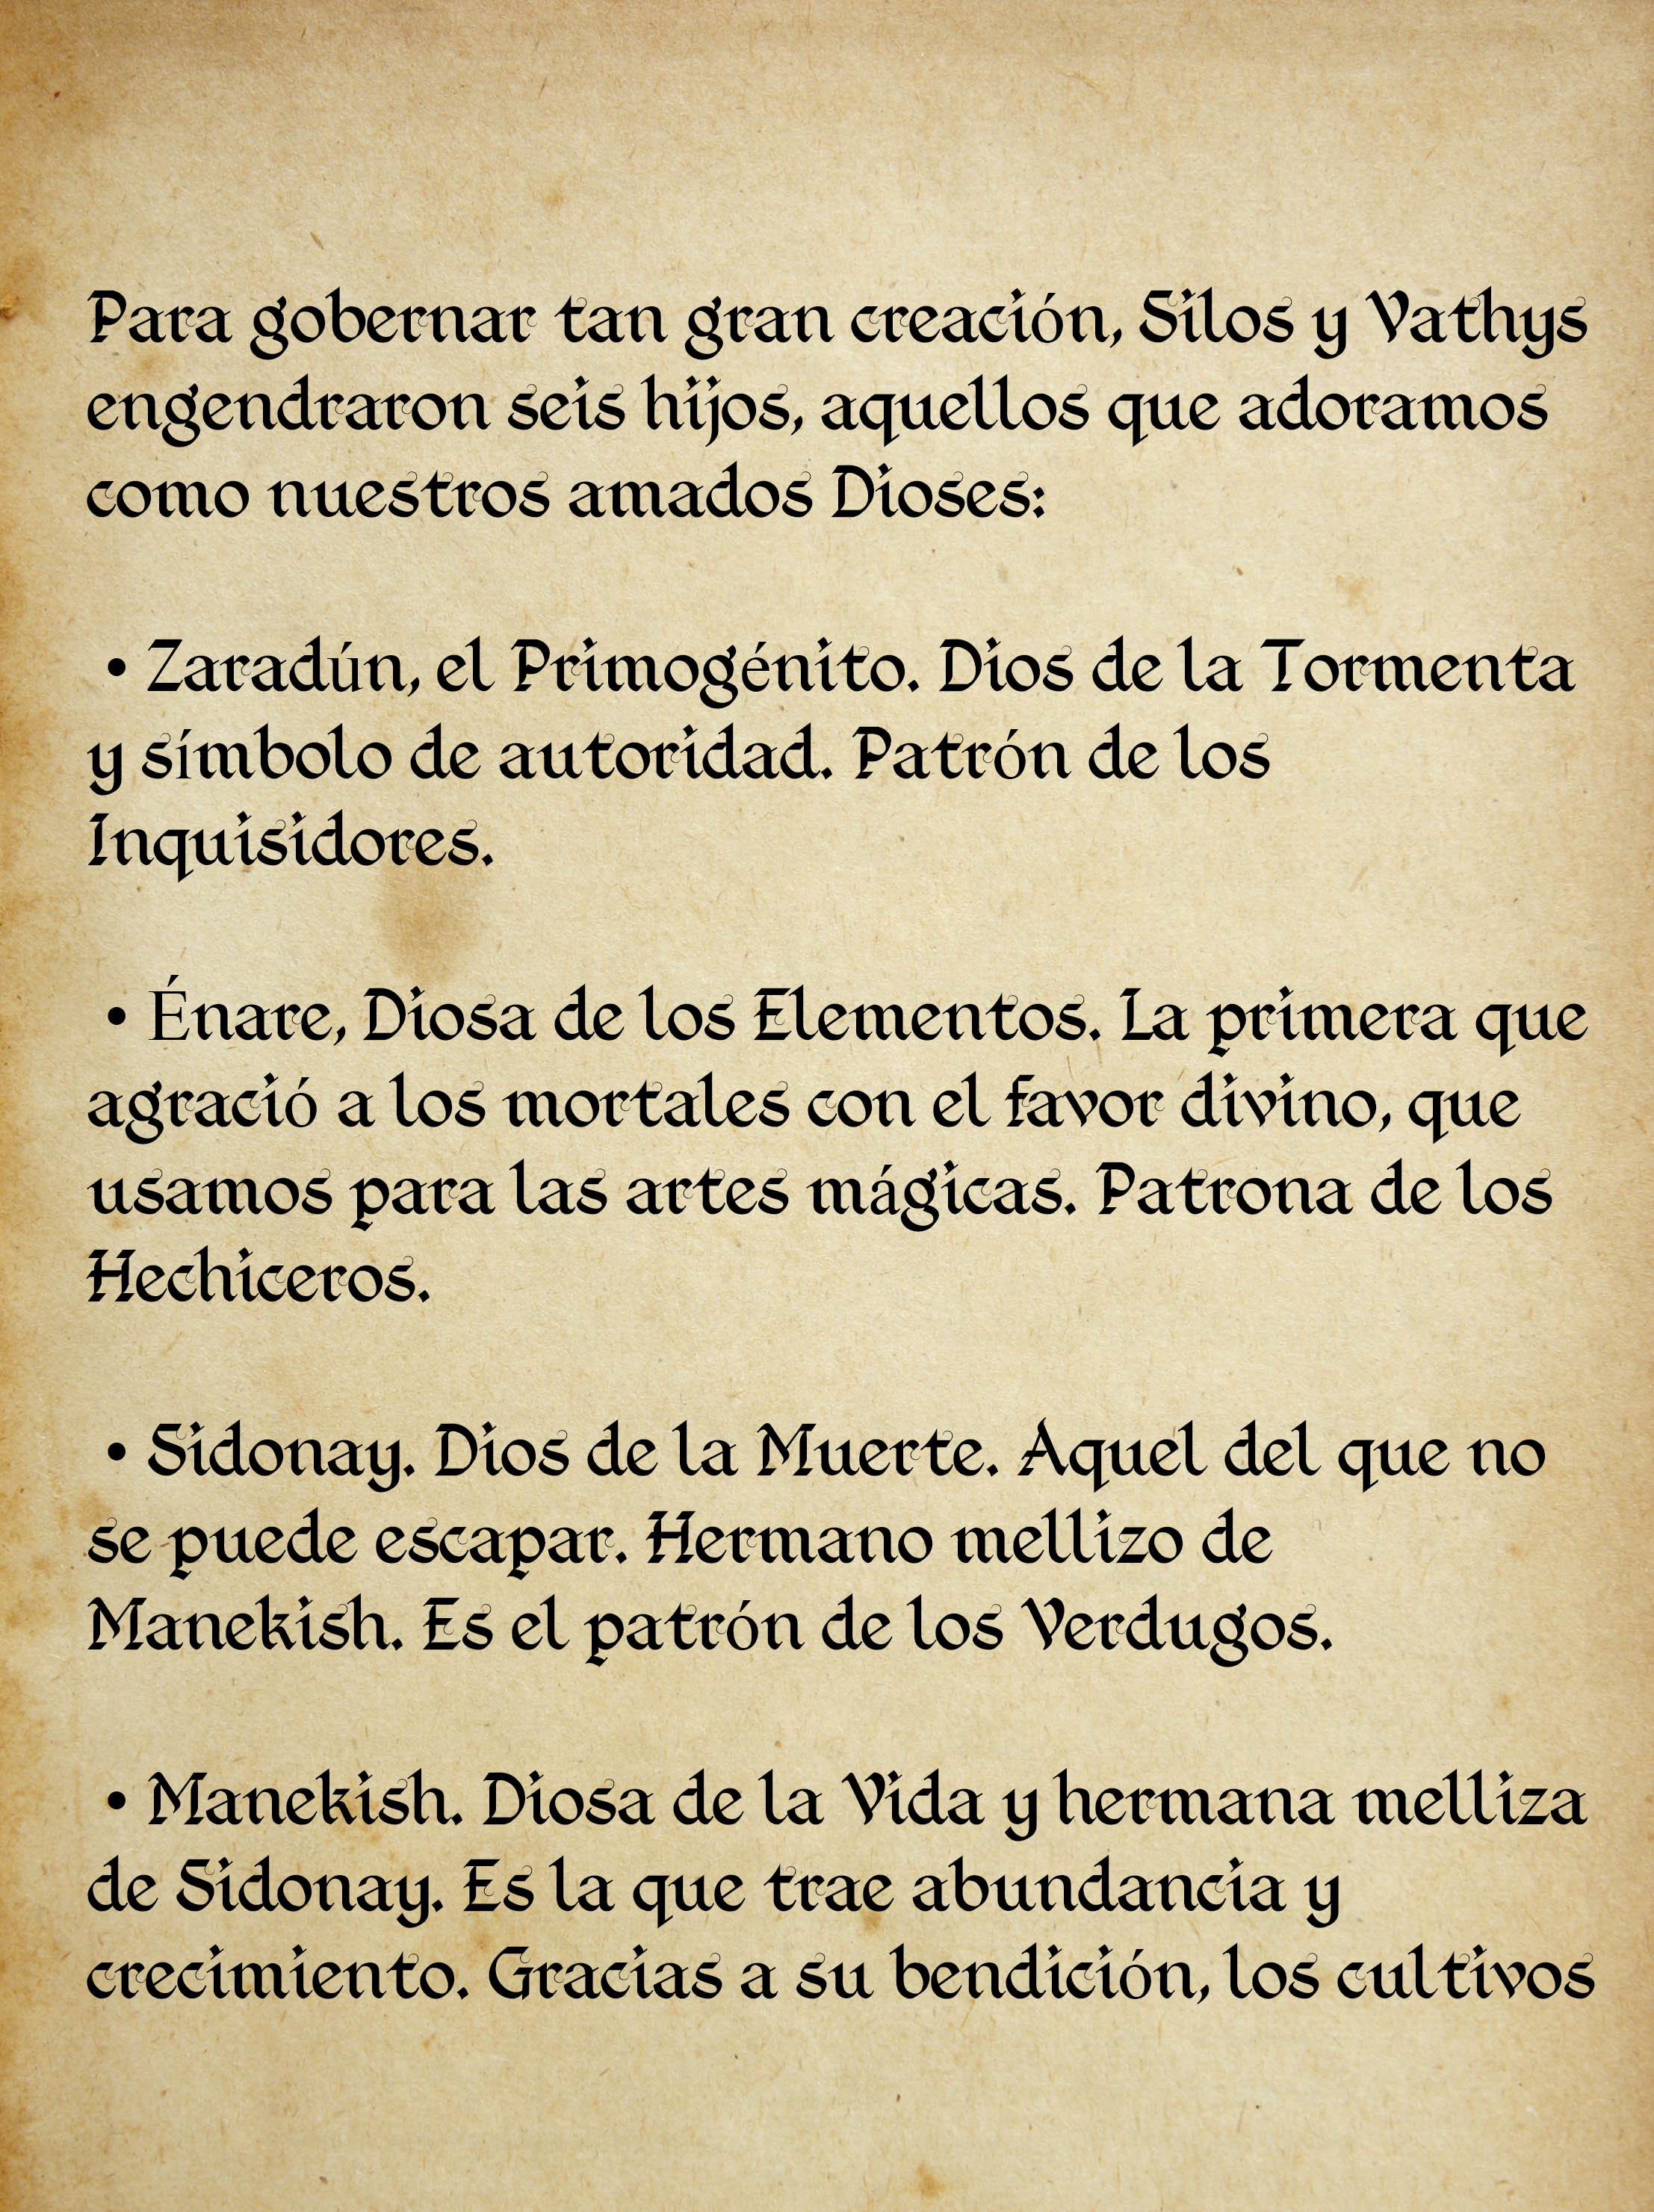 Para gobernar tan gran creación, Silos y Vathys
engendraron seis hijos, aquellos que adoramos
como nuestros amados Dioses:
• Zaradún, el Primogénito. Dios de la Tormenta
y símbolo de autoridad. Patrón de los
Inquisidores.
• Énare, Diosa de los Elementos. La primera que
agració a los mortales con el favor divino, que
usamos para las artes mágicas. Patrona de los
Hechiceros.
• Sidonay. Dios de la Muerte. Aquel del que no
se puede escapar. Hermano mellizo de
Manekish. Es el patrón de los Verdugos.
• Manekish. Diosa de la Vida y hermana melliza
de Sidonay. Es la que trae abundancia y
crecimiento. Gracias a su bendición, los cultivos